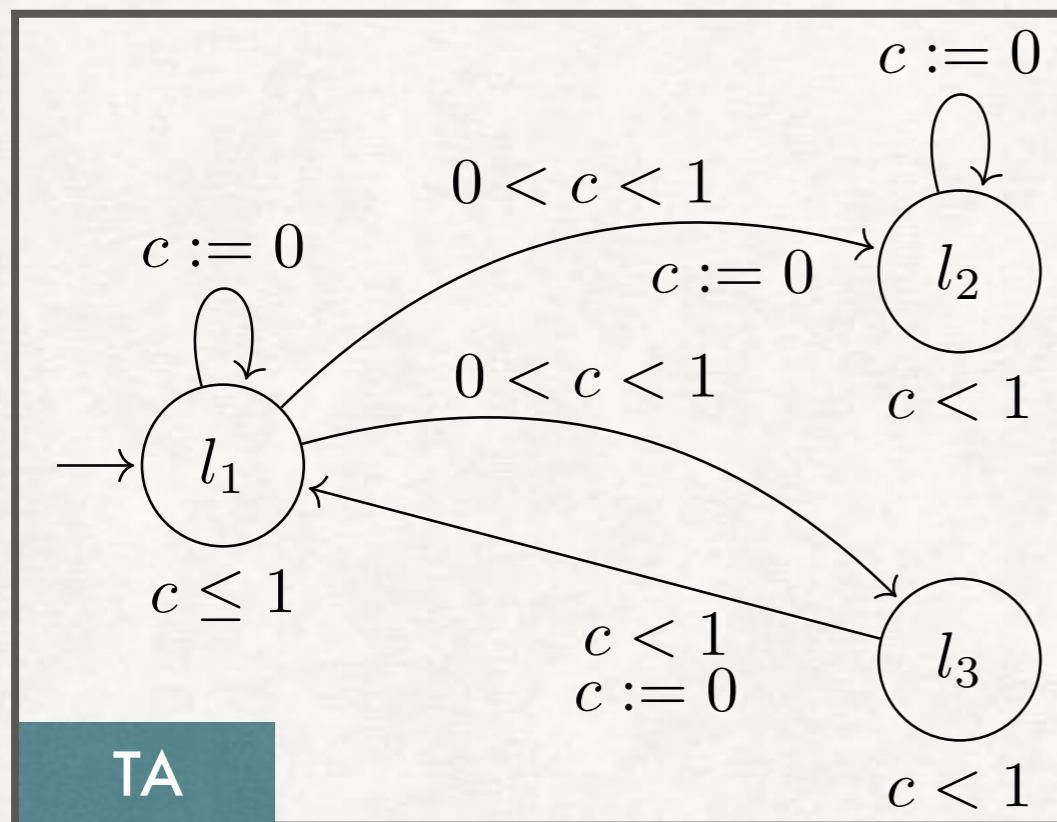 c := 0
0 < c < 1
c := 0
c := 0
l₂
0 < c < 1
c < 1
l₁
c ≤ 1
c < 1
c := 0
l₃
TA
c < 1